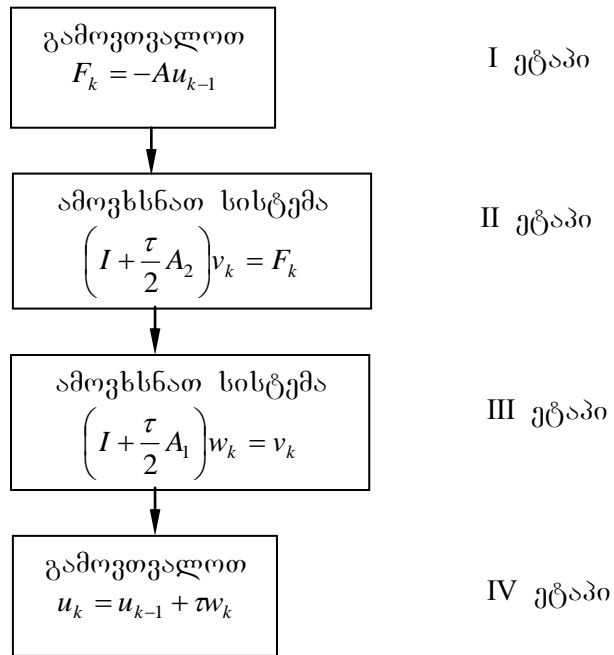 გამოვთვალოთ
F_k = −Au_{k−1}
I ეტაპი
ამოვხსნათ სისტემა
(I + τ/2 A_2) v_k = F_k
II ეტაპი
ამოვხსნათ სისტემა
(I + τ/2 A_1) w_k = v_k
III ეტაპი
გამოვთვალოთ
u_k = u_{k−1} + τw_k
IV ეტაპი